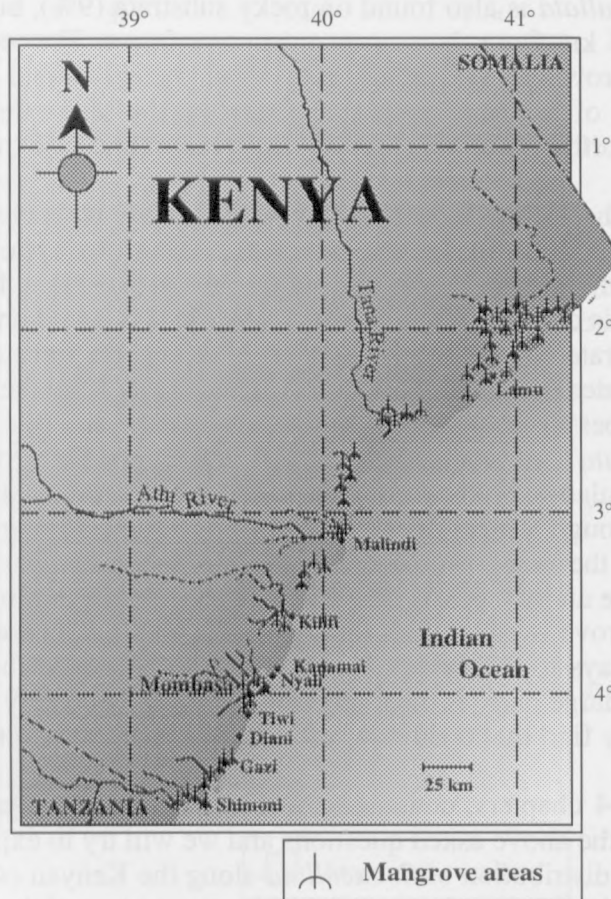 39° 40° 41°
SOMALIA
N
1°
KENYA
Tana River
2°
Lamu
Athi River
3°
Malindi
Kilifi
Kanamai
Indian
Nyali
Ocean
Mombasa
4°
Tiwi
Diani
Gazi
25 km
TANZANIA
Shimoni
Mangrove areas